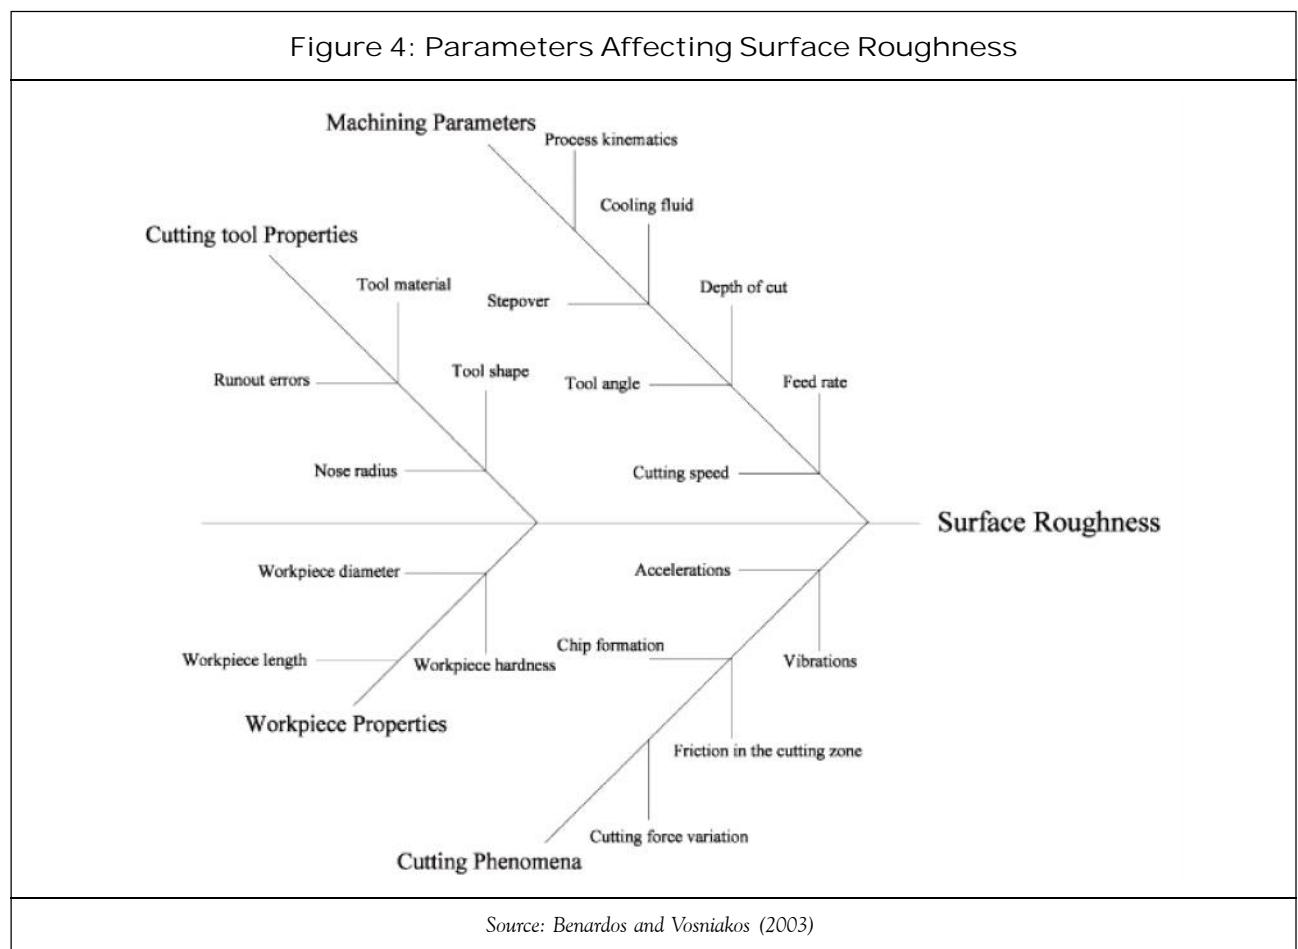 Figure 4: Parameters Affecting Surface Roughness
Machining Parameters
Process kinematics
Cooling fluid
Cutting tool Properties
Tool material
Stepover
Depth of cut
Runout errors
Tool shape
Tool angle
Feed rate
Nose radius
Cutting speed
Surface Roughness
Workpiece diameter
Accelerations
Chip formation
Workpiece length
Workpiece hardness
Vibrations
Workpiece Properties
Friction in the cutting zone
Cutting force variation
Cutting Phenomena
Source: Benardos and Vosniakos (2003)